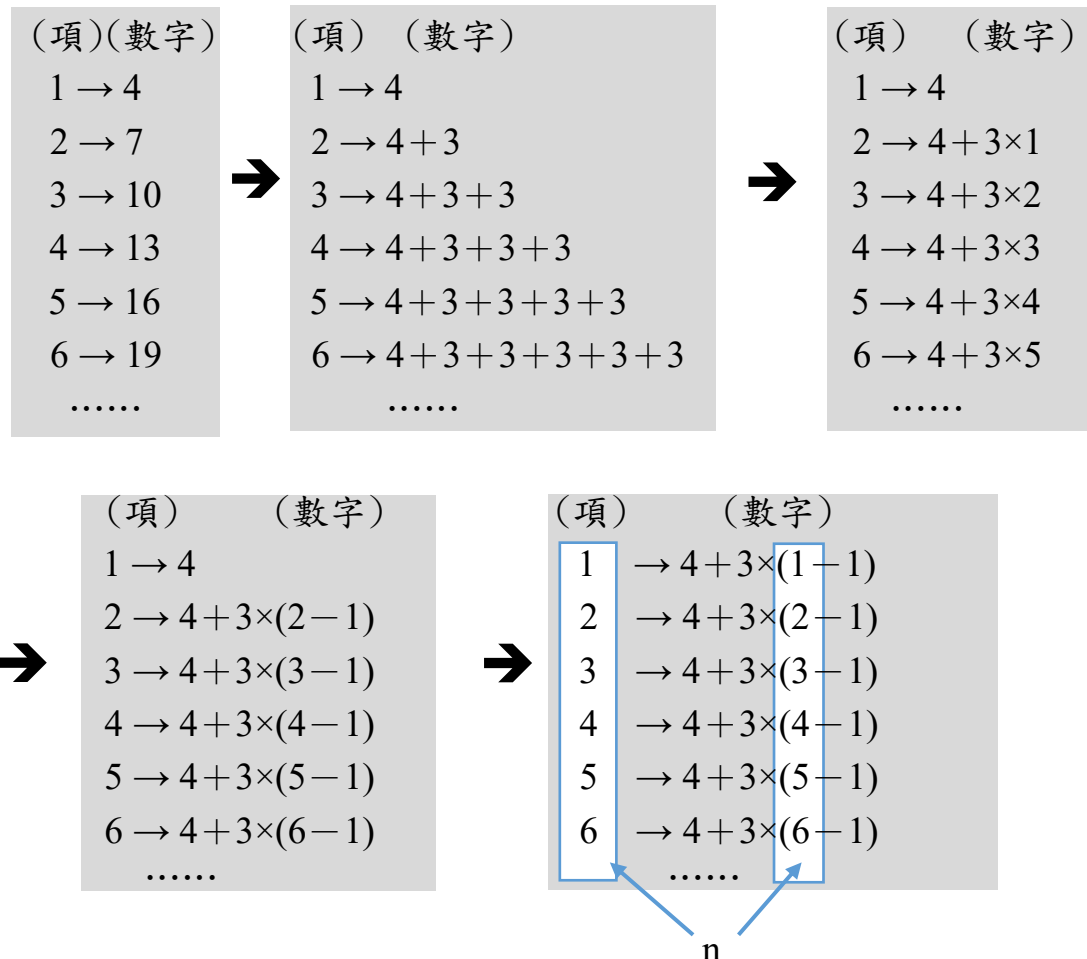 （項）（數字）
1 → 4
2 → 7
3 → 10
4 → 13
5 → 16
6 → 19
……
（項） （數字）
1 → 4
2 → 4＋3
3 → 4＋3＋3
4 → 4＋3＋3＋3
5 → 4＋3＋3＋3＋3
6 → 4＋3＋3＋3＋3＋3
……
（項） （數字）
1 → 4
2 → 4＋3×1
3 → 4＋3×2
4 → 4＋3×3
5 → 4＋3×4
6 → 4＋3×5
……
（項） （數字）
1 → 4
2 → 4＋3×(2－1)
3 → 4＋3×(3－1)
4 → 4＋3×(4－1)
5 → 4＋3×(5－1)
6 → 4＋3×(6－1)
……
（項） （數字）
1 → 4＋3×(1－1)
2 → 4＋3×(2－1)
3 → 4＋3×(3－1)
4 → 4＋3×(4－1)
5 → 4＋3×(5－1)
6 → 4＋3×(6－1)
……
n